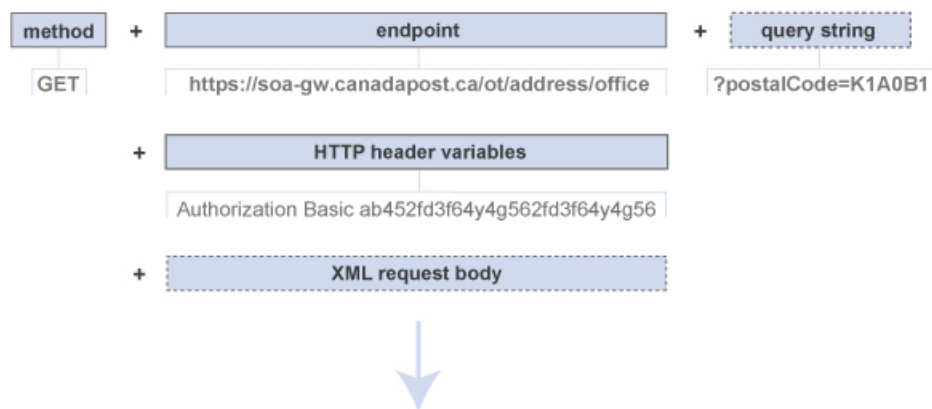 method + endpoint + query string
GET https://soa-gw.canadapost.ca/ot/address/office ?postalCode=K1A0B1
+ HTTP header variables
Authorization Basic ab452fd3f64y4g562fd3f64y4g56
+ XML request body